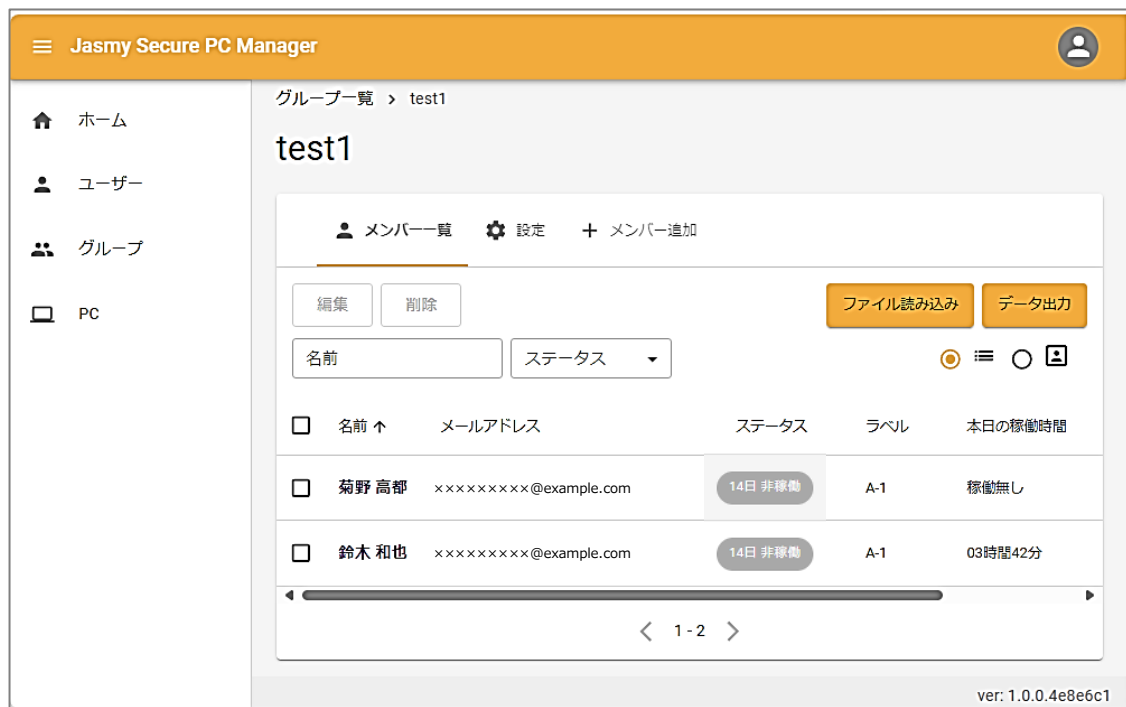 Jasmy Secure PC Manager
ホーム
ユーザー
グループ
PC
グループ一覧 > test1
test1
メンバー一覧 設定 + メンバー追加
編集 削除 ファイル読み込み データ出力
名前 ステータス
名前 ↑ メールアドレス ステータス ラベル 本日の稼働時間
菊野 高都 ×××××××××@example.com 14日 非稼働 A-1 稼働無し
鈴木 和也 ×××××××××@example.com 14日 非稼働 A-1 03時間42分
1 - 2
ver: 1.0.0.4e8e6c1